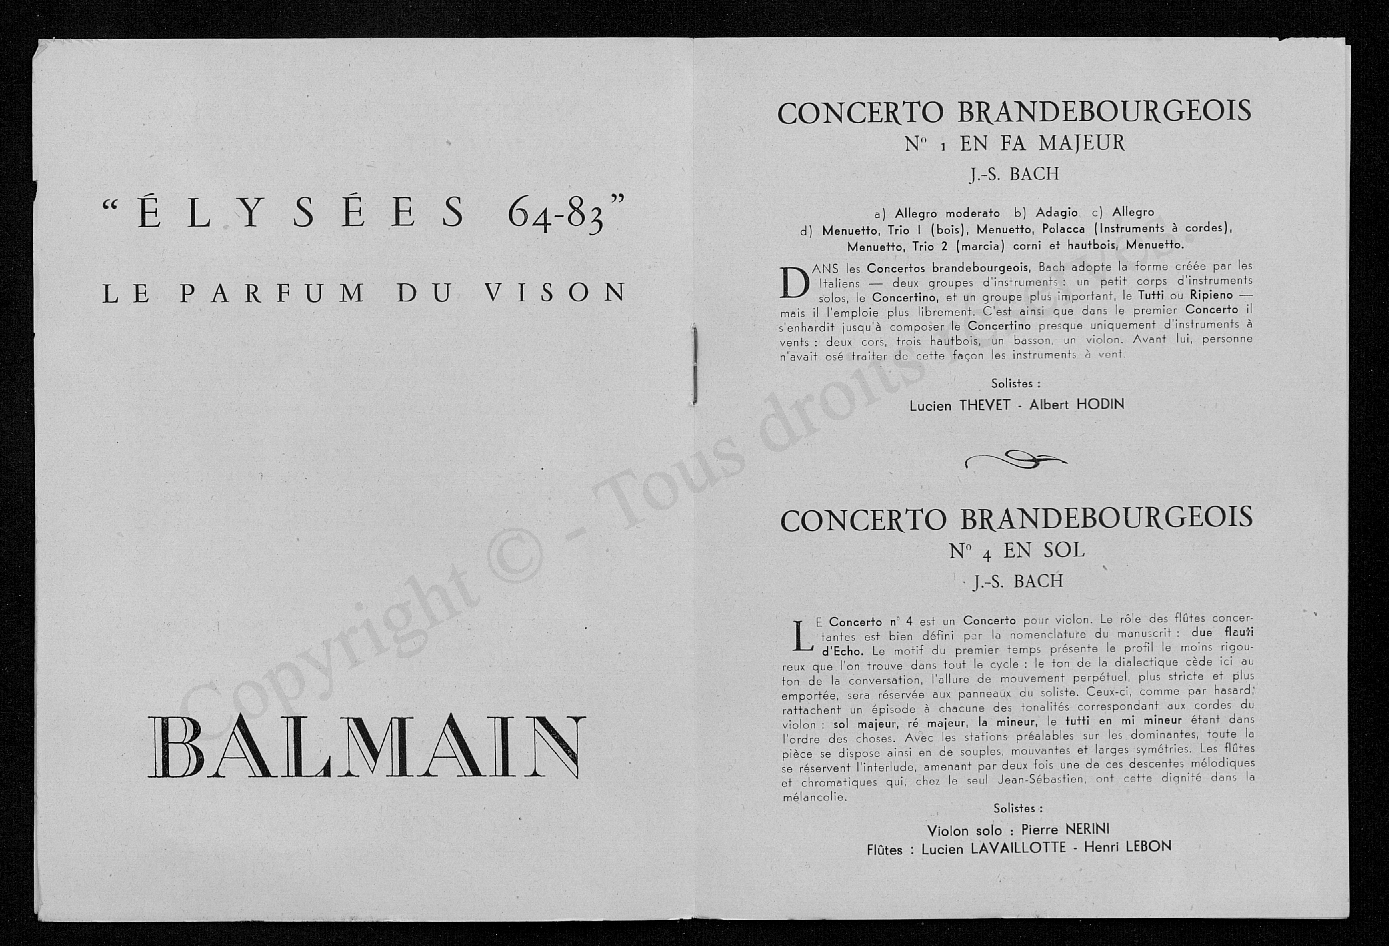 “ÉLYSÉES 64-83”
LE PARFUM DU VISON
BALMAIN
CONCERTO BRANDEBOURGEOIS
Nº 1 EN FA MAJEUR
J.-S. BACH
a) Allegro moderato b) Adagio c) Allegro
d) Menuetto, Trio 1 (bois), Menuetto, Polacca (Instruments à cordes),
Menuetto, Trio 2 (marcia) corni et hautbois, Menuetto.
DANS les Concertos brandebourgeois, Bach adopte la forme créée par les
Italiens — deux groupes d'instruments : un petit corps d'instruments
solos, le Concertino, et un groupe plus important, le Tutti ou Ripieno —
mais il l'emploie plus librement. C'est ainsi que dans le premier Concerto il
s'enhardit jusqu'à composer le Concertino presque uniquement d'instruments à
vents : deux cors, trois hautbois, un basson, un violon. Avant lui, personne
n'avait osé traiter de cette façon les instruments à vent.
Solistes :
Lucien THEVET - Albert HODIN
CONCERTO BRANDEBOURGEOIS
Nº 4 EN SOL
J.-S. BACH
LE Concerto n° 4 est un Concerto pour violon. Le rôle des flûtes concer-
tantes est bien défini par la nomenclature du manuscrit : due flauti
d'Echo. Le motif du premier temps présente le profil le moins rigou-
reux que l'on trouve dans tout le cycle : le ton de la dialectique cède ici au
ton de la conversation, l'allure de mouvement perpétuel, plus stricte et plus
emportée, sera réservée aux panneaux du soliste. Ceux-ci, comme par hasard,
rattachent un épisode à chacune des tonalités correspondant aux cordes du
violon : sol majeur, ré majeur, la mineur, le tutti en mi mineur étant dans
l'ordre des choses. Avec les stations préalables sur les dominantes, toute la
pièce se dispose ainsi en de souples, mouvantes et larges symétries. Les flûtes
se réservent l'interlude, amenant par deux fois une de ces descentes mélodiques
et chromatiques qui, chez le seul Jean-Sébastien, ont cette dignité dans la
mélancolie.
Solistes :
Violon solo : Pierre NERINI
Flûtes : Lucien LAVAILLOTTE - Henri LEBON
Copyright © - Tous droits réservés.